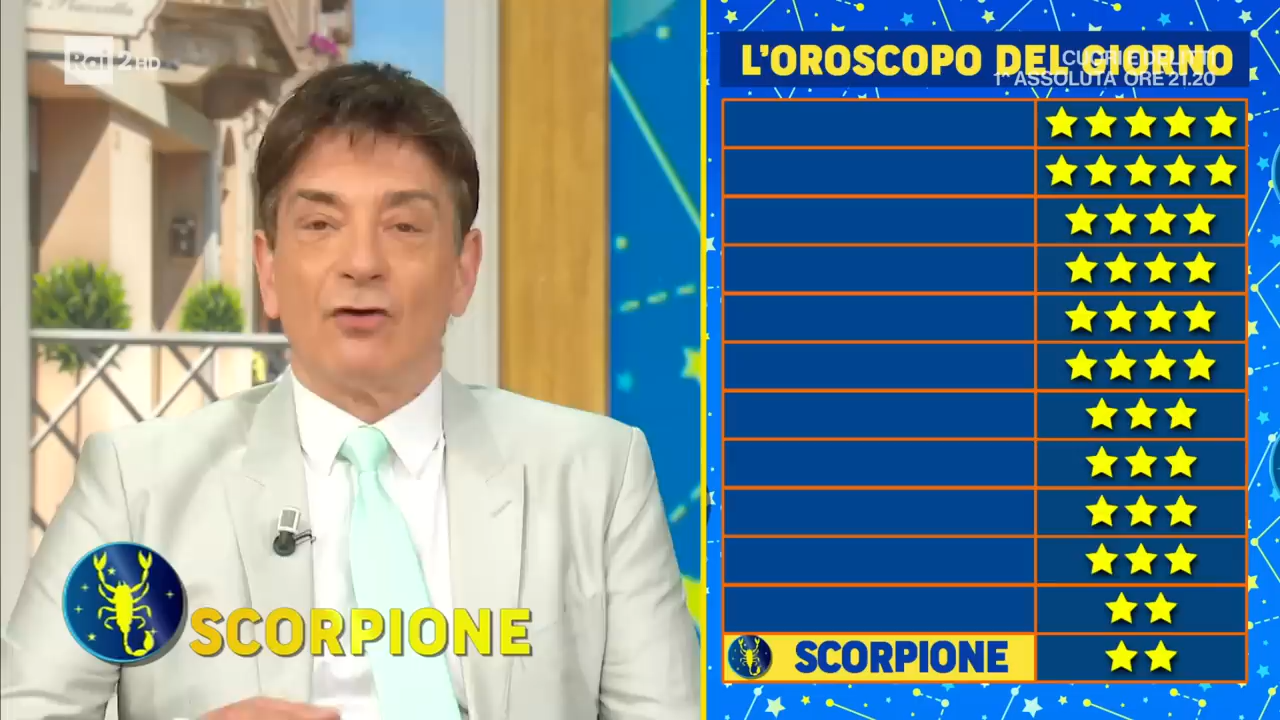 Rai 2 HD
L'OROSCOPO DEL GIORNO
1ª ASSOLUTA ORE 21.20
SCORPIONE
SCORPIONE